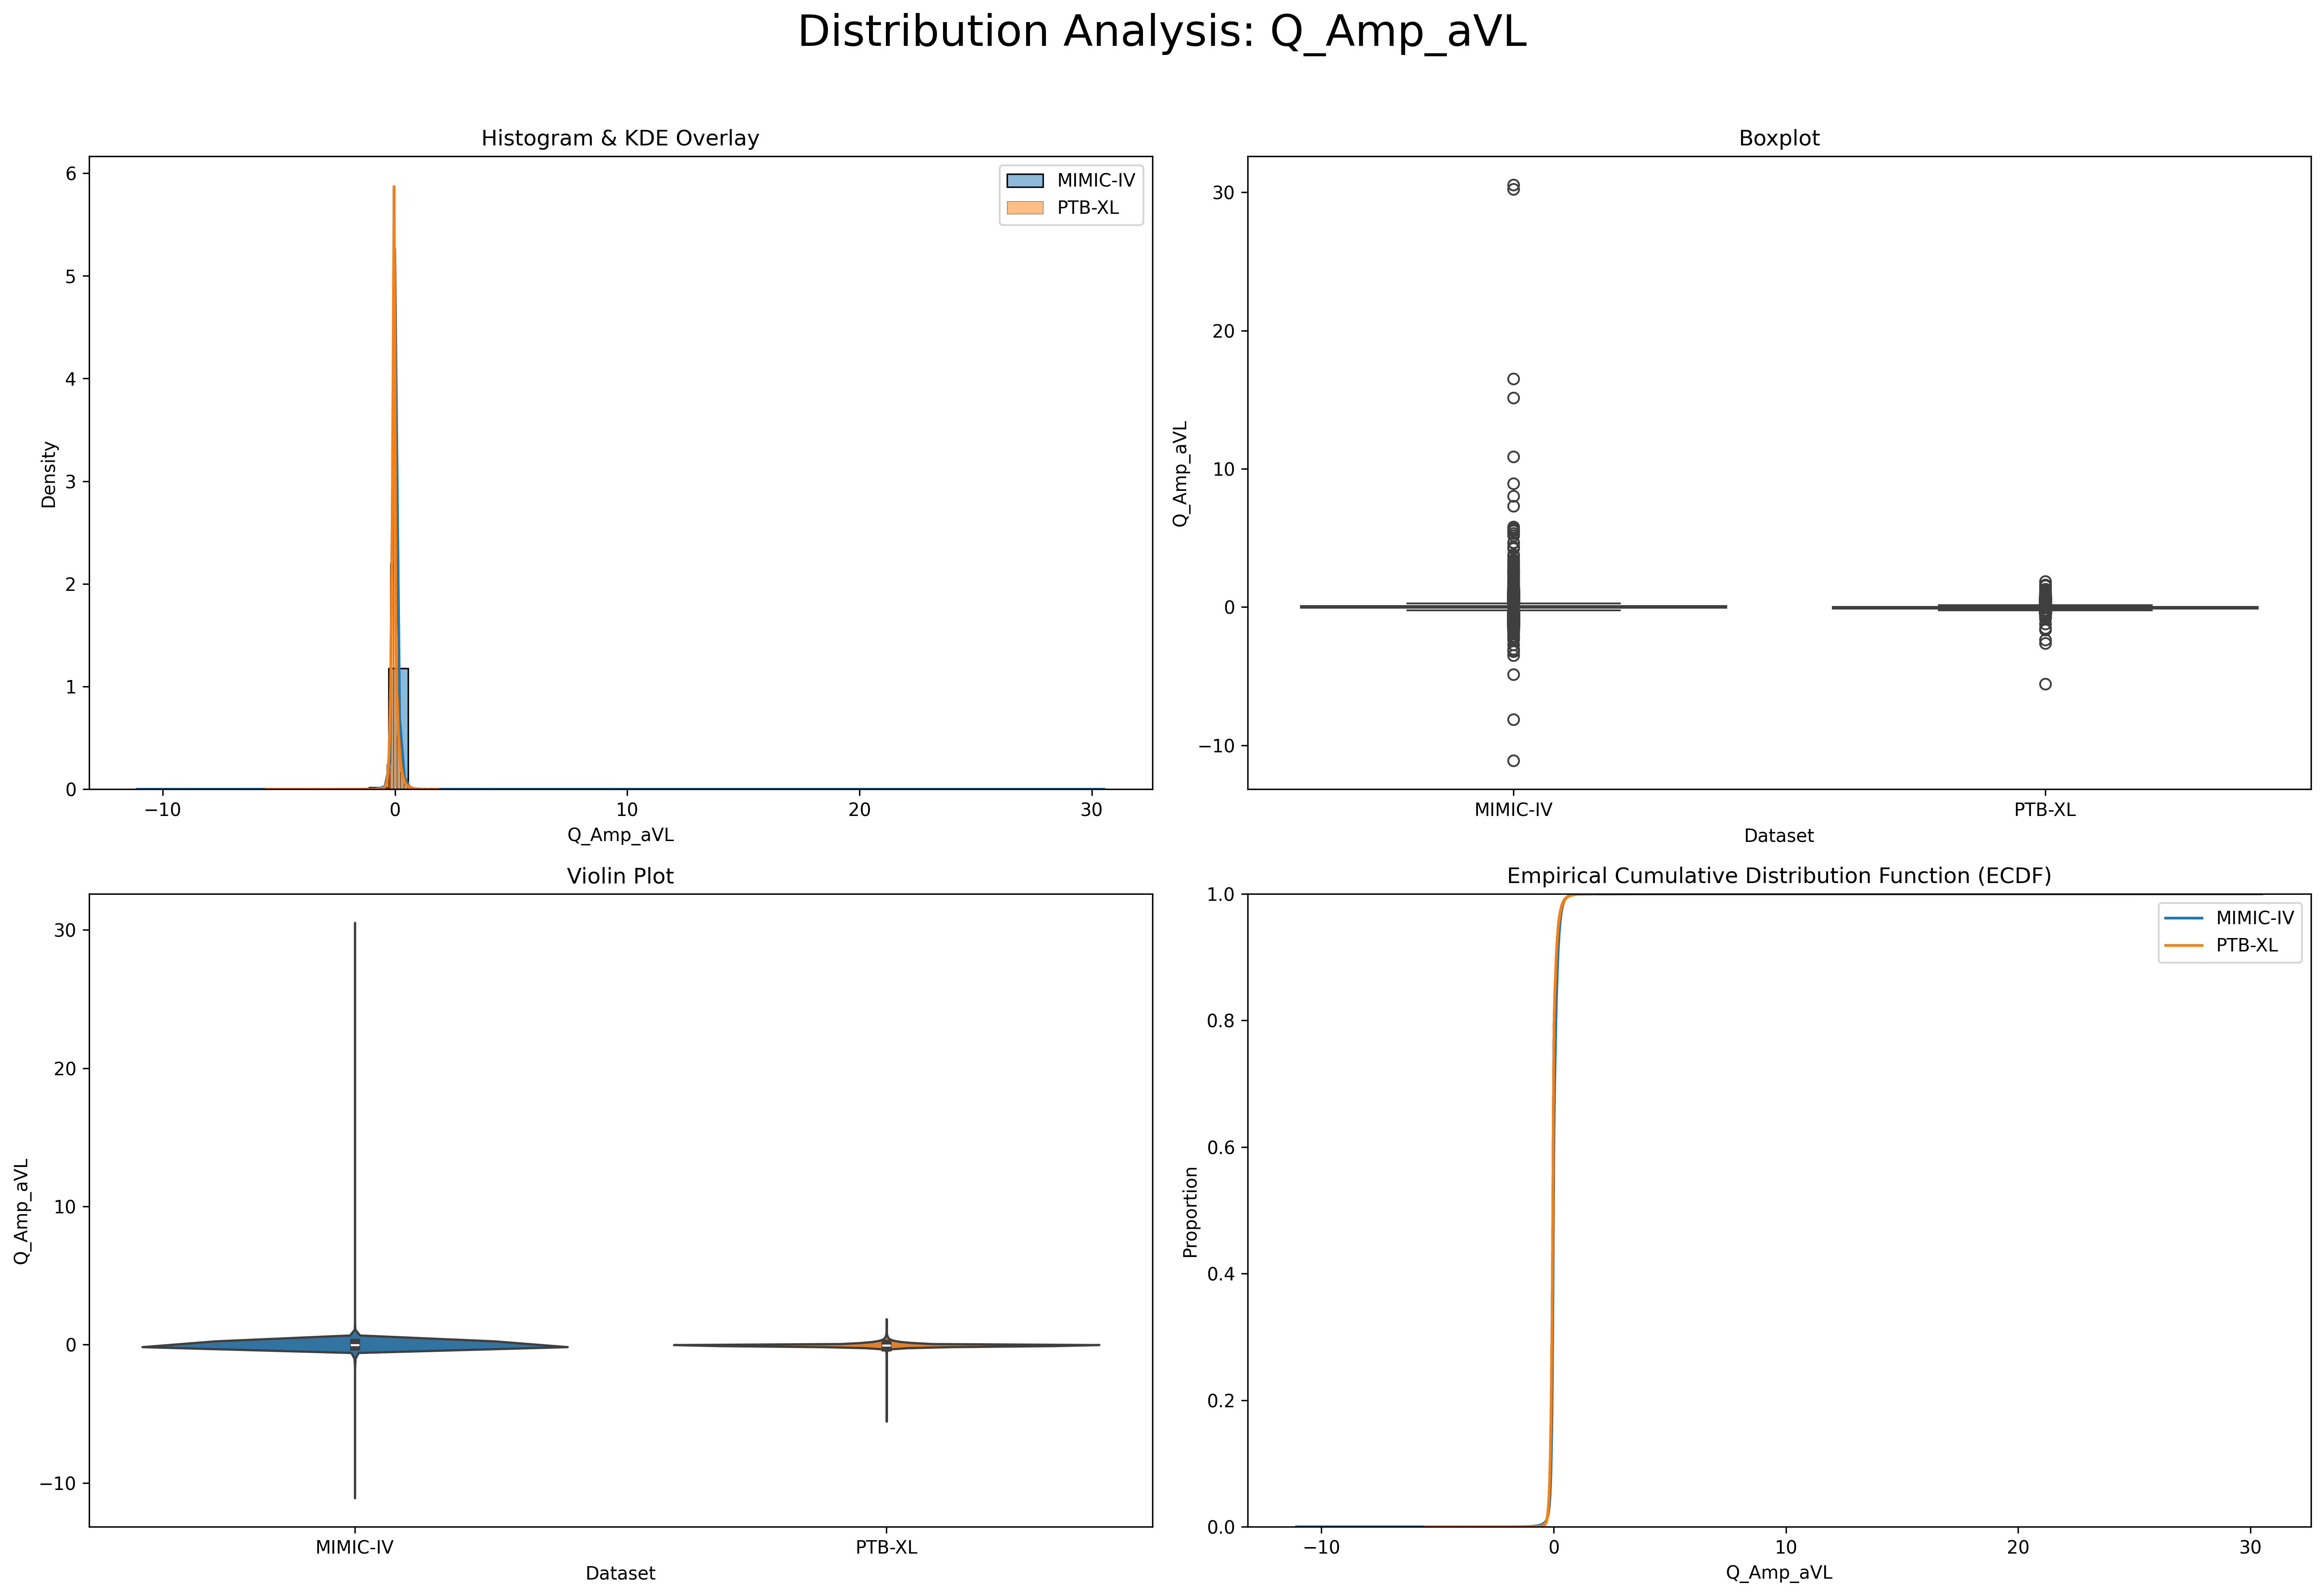 Distribution Analysis: Q_Amp_aVL
Histogram & KDE Overlay
6
5
4
3
2
1
0
Density
−10
0
10
20
30
Q_Amp_aVL
MIMIC-IV
PTB-XL
Boxplot
30
20
10
0
−10
Q_Amp_aVL
MIMIC-IV
PTB-XL
Dataset
Violin Plot
30
20
10
0
−10
Q_Amp_aVL
MIMIC-IV
PTB-XL
Dataset
Empirical Cumulative Distribution Function (ECDF)
1.0
0.8
0.6
0.4
0.2
0.0
Proportion
−10
0
10
20
30
Q_Amp_aVL
MIMIC-IV
PTB-XL